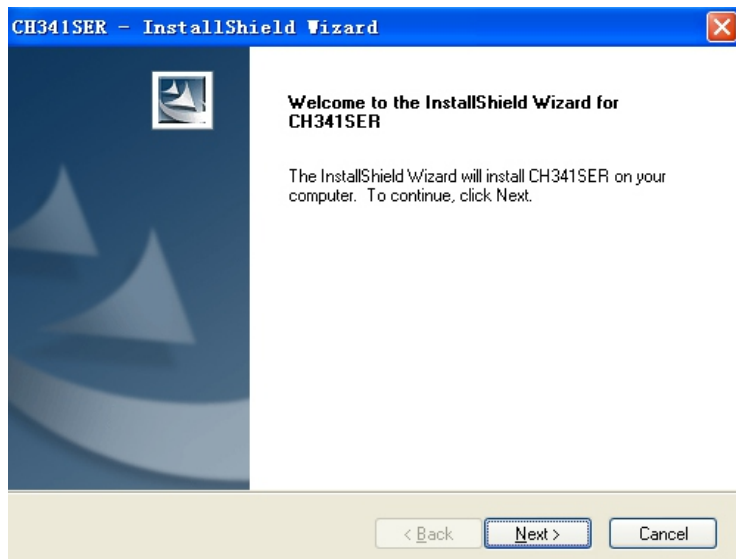 CH341SER - InstallShield Wizard
Welcome to the InstallShield Wizard for
CH341SER
The InstallShield Wizard will install CH341SER on your
computer. To continue, click Next.
< Back
Next >
Cancel